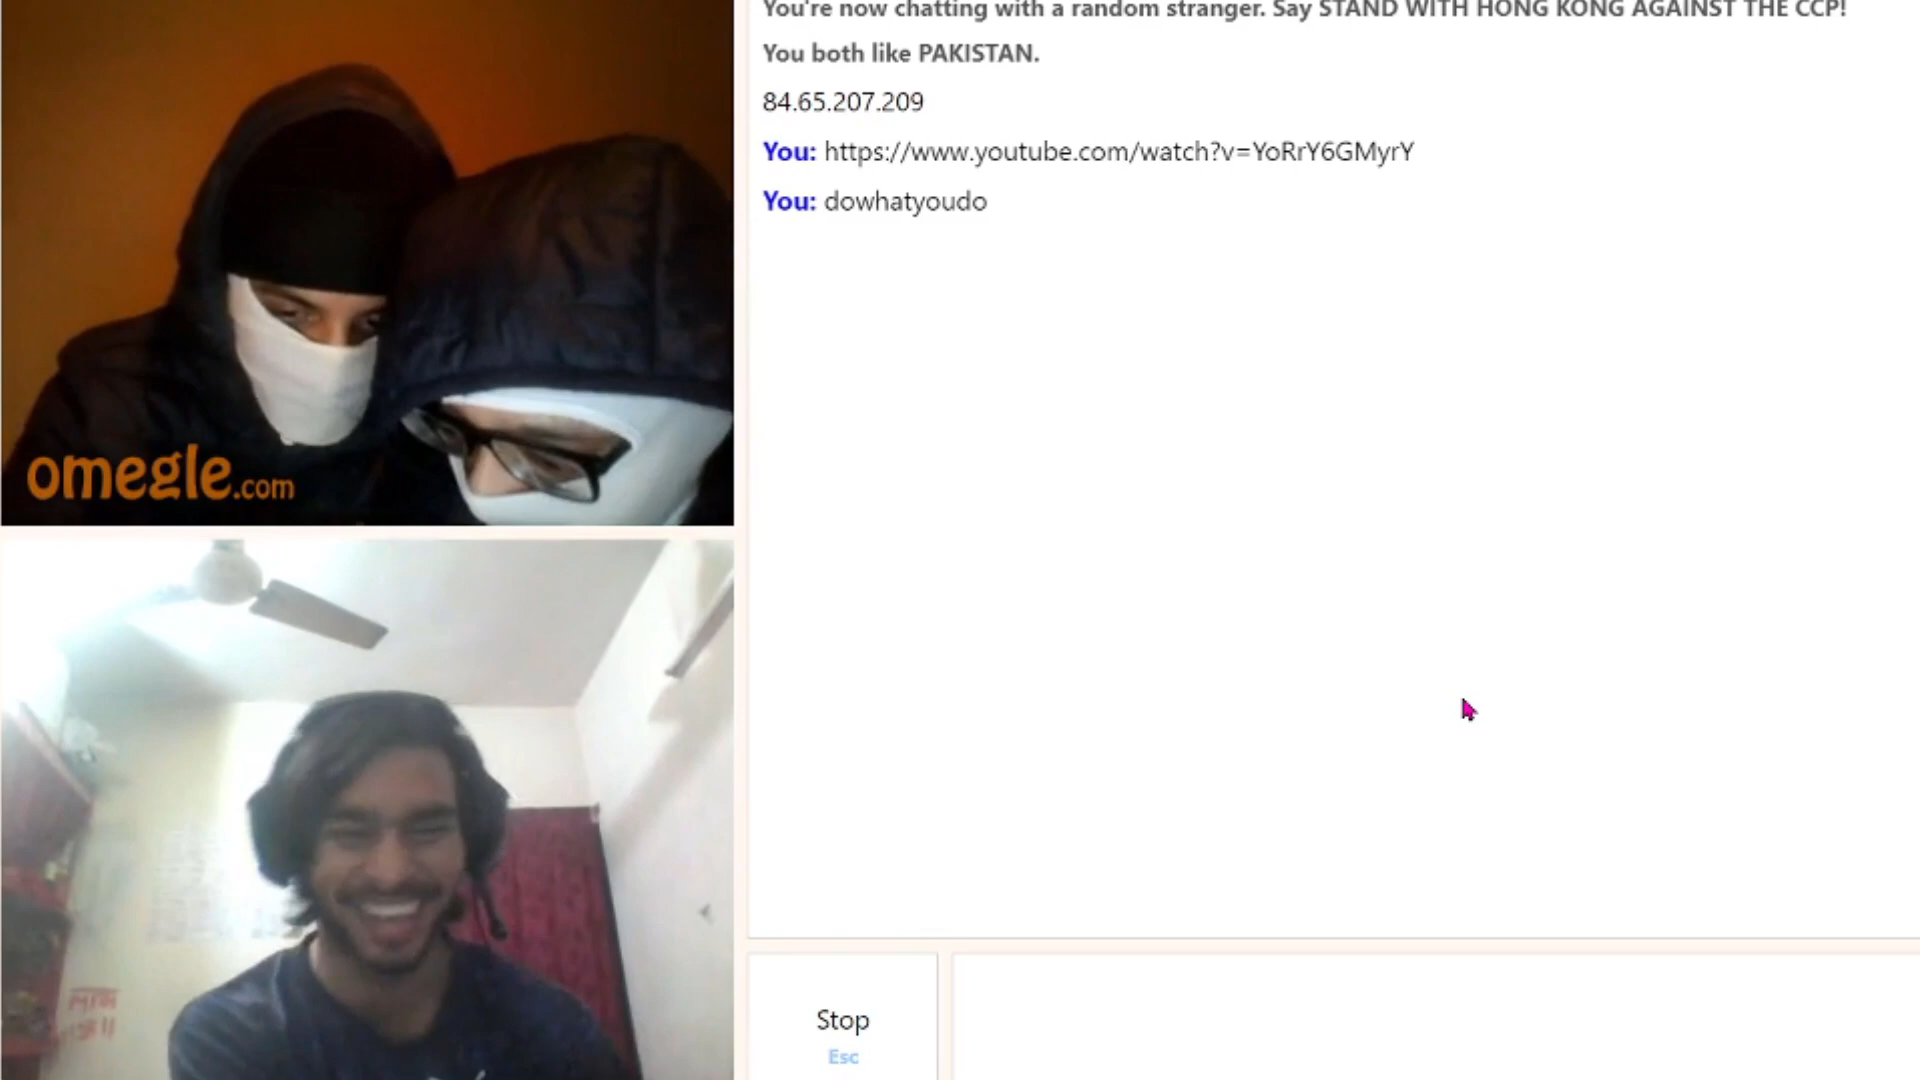 You're now chatting with a random stranger. Say STAND WITH HONG KONG AGAINST THE CCP!
You both like PAKISTAN.
84.65.207.209
You: https://www.youtube.com/watch?v=YoRrY6GMyrY
You: dowhatyoudo
omegle.com
Stop
Esc